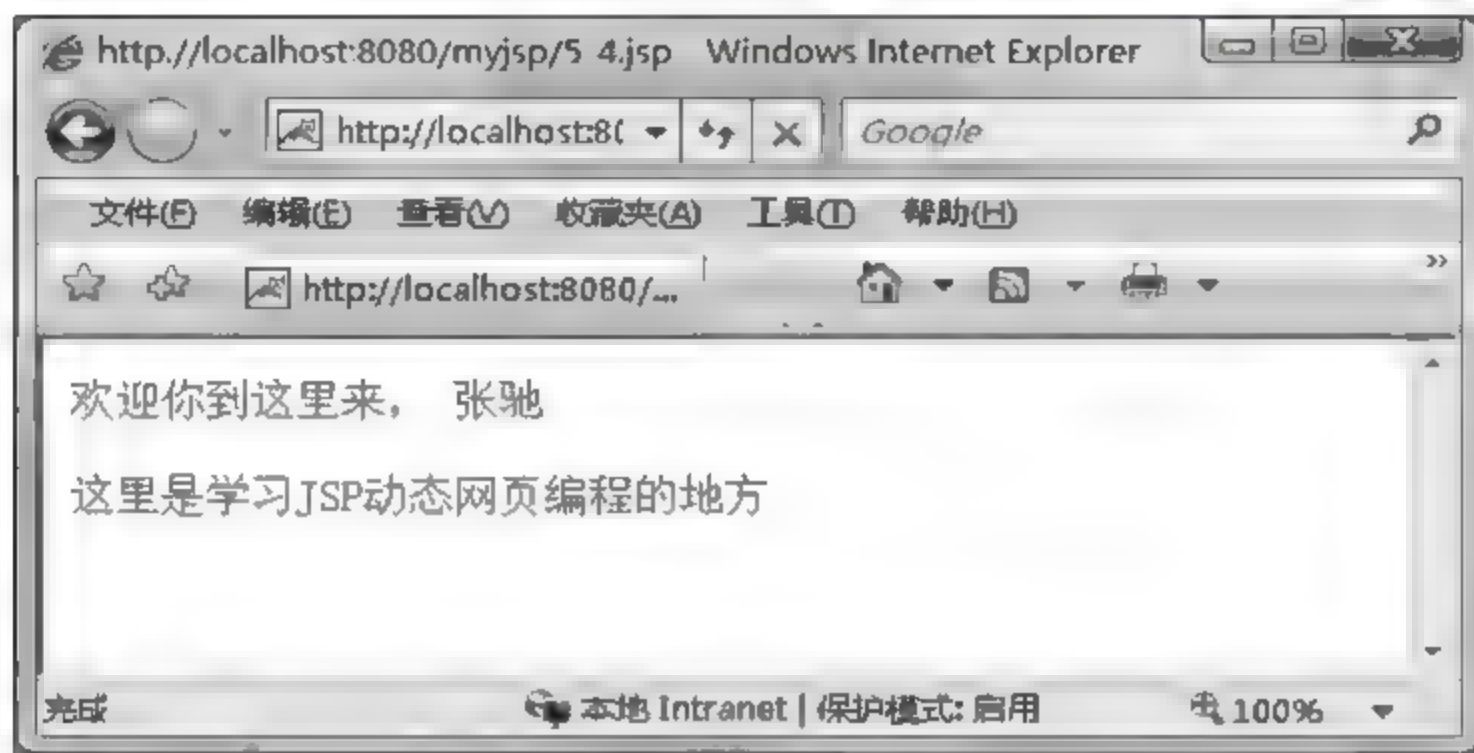 http://localhost:8080/myjsp/5 4.jsp Windows Internet Explorer
http://localhost:8( Google
文件(F) 编辑(E) 查看(V) 收藏夹(A) 工具(T) 帮助(H)
http://localhost:8080/... »
欢迎你到这里来， 张驰
这里是学习JSP动态网页编程的地方
完成 本地 Intranet | 保护模式: 启用 100%